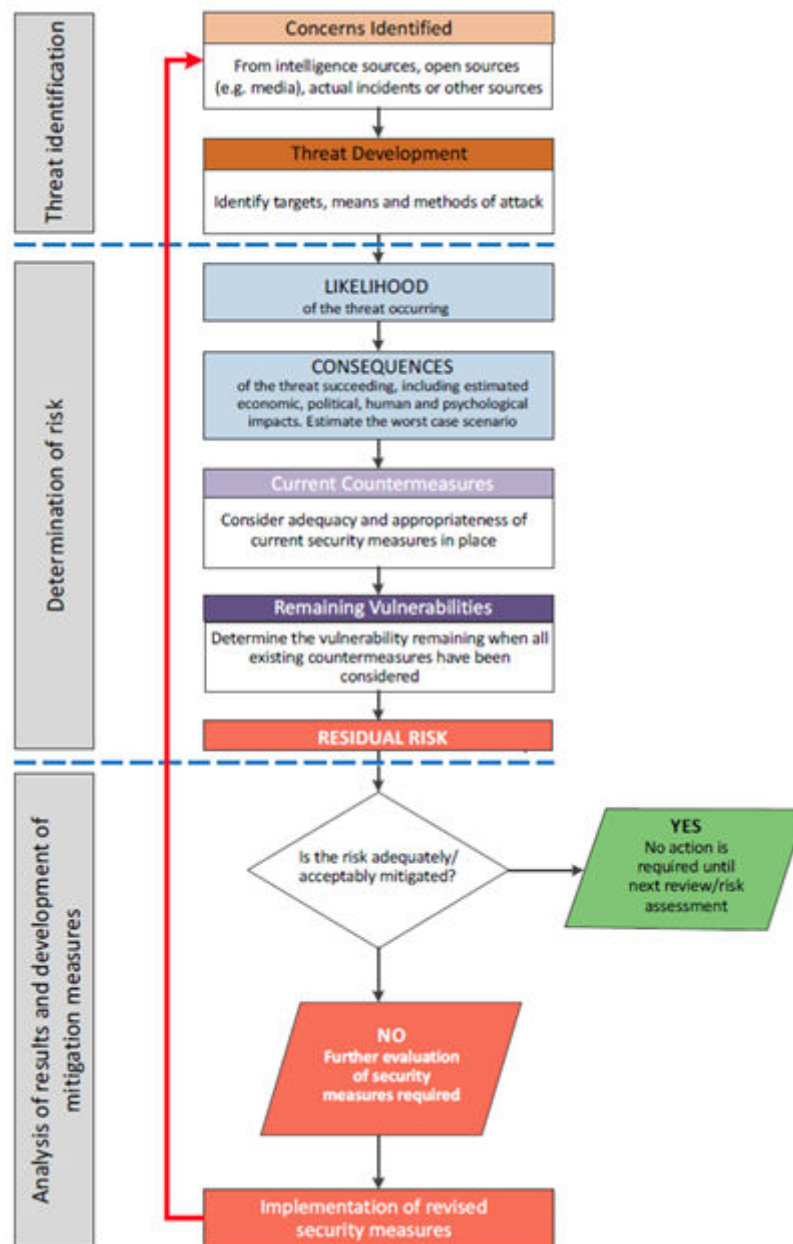 Threat identification
Concerns Identified
From intelligence sources, open sources
(e.g. media), actual incidents or other sources
Threat Development
Identify targets, means and methods of attack
Determination of risk
LIKELIHOOD
of the threat occurring
CONSEQUENCES
of the threat succeeding, including estimated
economic, political, human and psychological
impacts. Estimate the worst case scenario
Current Countermeasures
Consider adequacy and appropriateness of
current security measures in place
Remaining Vulnerabilities
Determine the vulnerability remaining when all
existing countermeasures have been
considered
RESIDUAL RISK
Analysis of results and development of
mitigation measures
Is the risk adequately/
acceptably mitigated?
YES
No action is
required until
next review/risk
assessment
NO
Further evaluation
of security
measures required
Implementation of revised
security measures